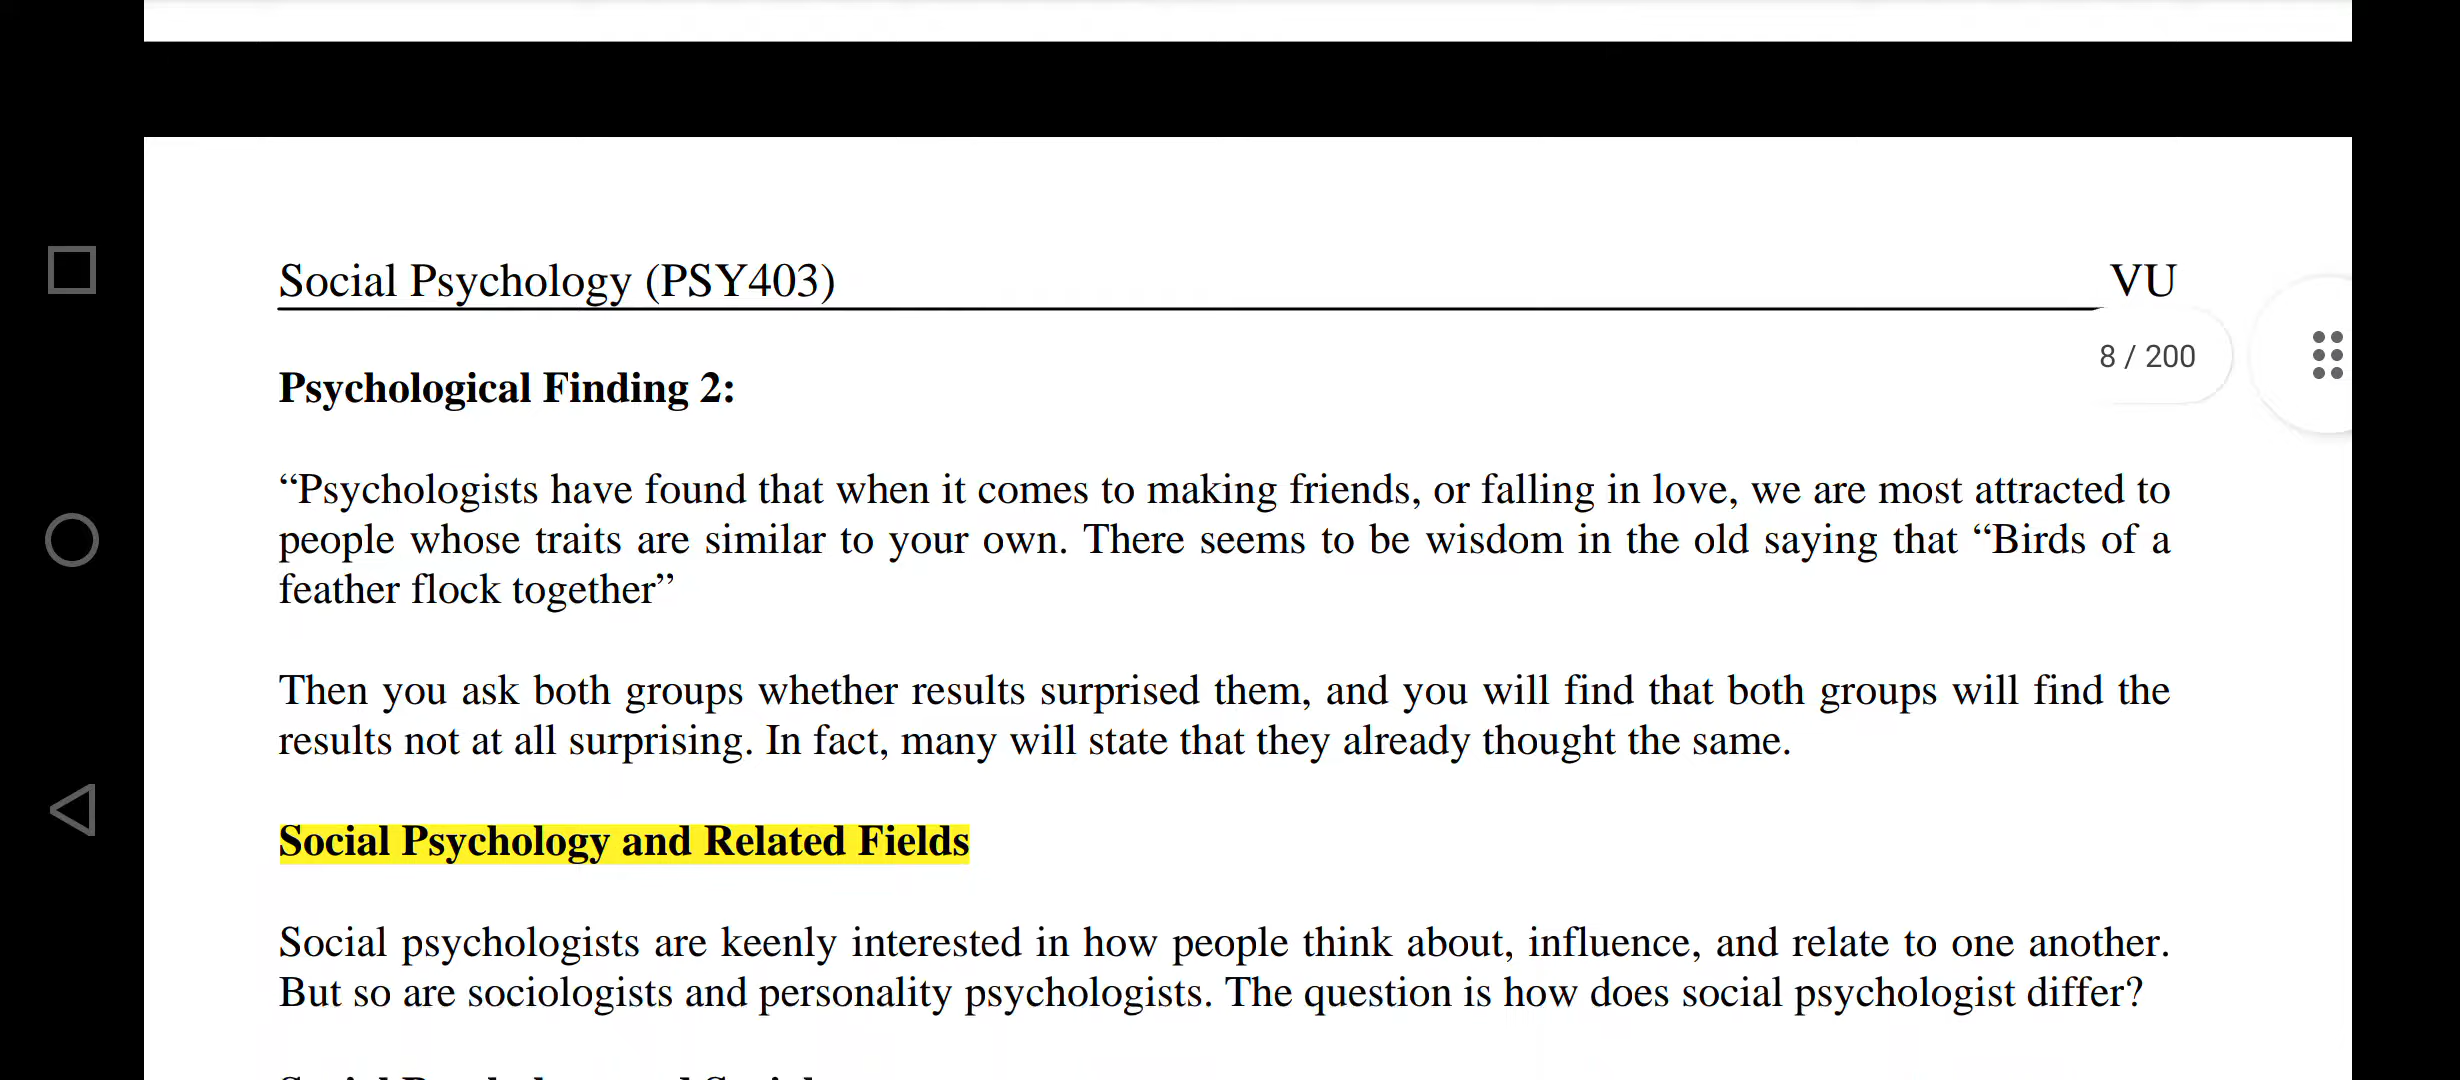 Social Psychology (PSY403) VU
8 / 200
Psychological Finding 2:
“Psychologists have found that when it comes to making friends, or falling in love, we are most attracted to
people whose traits are similar to your own. There seems to be wisdom in the old saying that “Birds of a
feather flock together”
Then you ask both groups whether results surprised them, and you will find that both groups will find the
results not at all surprising. In fact, many will state that they already thought the same.
Social Psychology and Related Fields
Social psychologists are keenly interested in how people think about, influence, and relate to one another.
But so are sociologists and personality psychologists. The question is how does social psychologist differ?